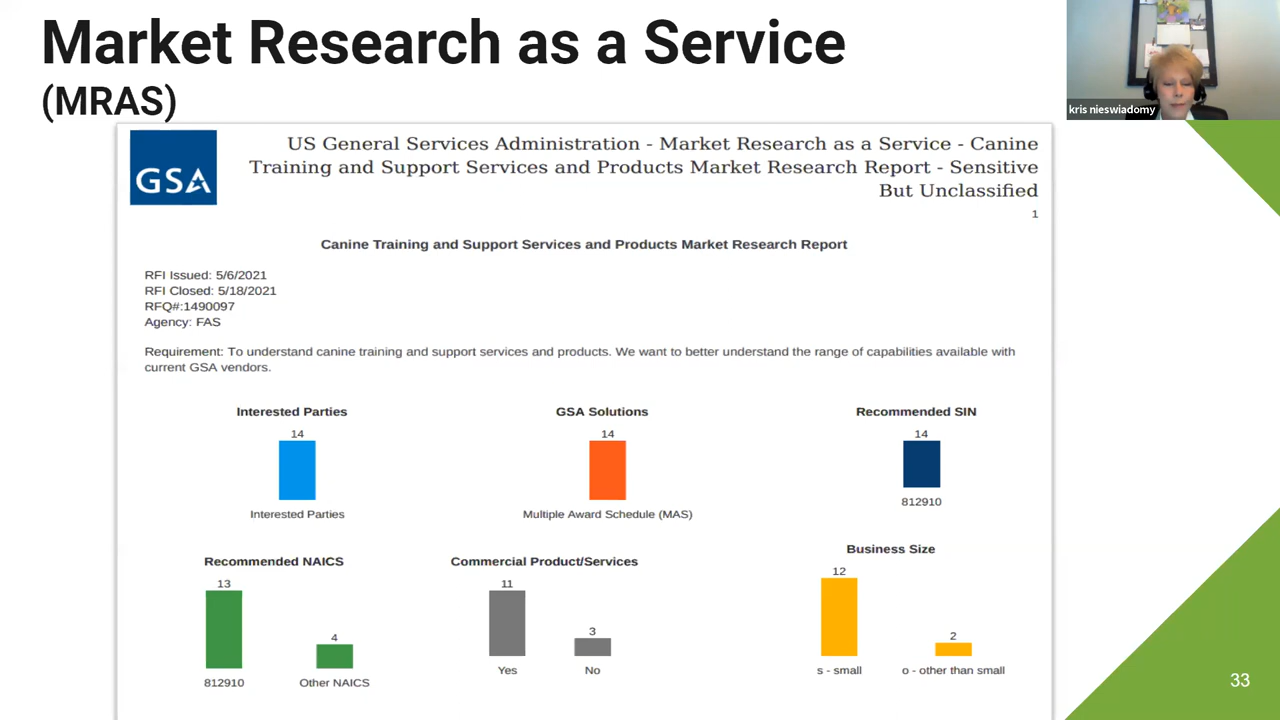 Market Research as a Service
(MRAS)
kris nieswiadomy
GSA
US General Services Administration - Market Research as a Service - Canine
Training and Support Services and Products Market Research Report - Sensitive
But Unclassified
1
Canine Training and Support Services and Products Market Research Report
RFI Issued: 5/6/2021
RFI Closed: 5/18/2021
RFQ#:1490097
Agency: FAS
Requirement: To understand canine training and support services and products. We want to better understand the range of capabilities available with
current GSA vendors.
Interested Parties
14
Interested Parties
GSA Solutions
14
Multiple Award Schedule (MAS)
Recommended SIN
14
812910
Recommended NAICS
13
4
812910
Other NAICS
Commercial Product/Services
11
3
Yes
No
Business Size
12
2
s - small
o - other than small
33